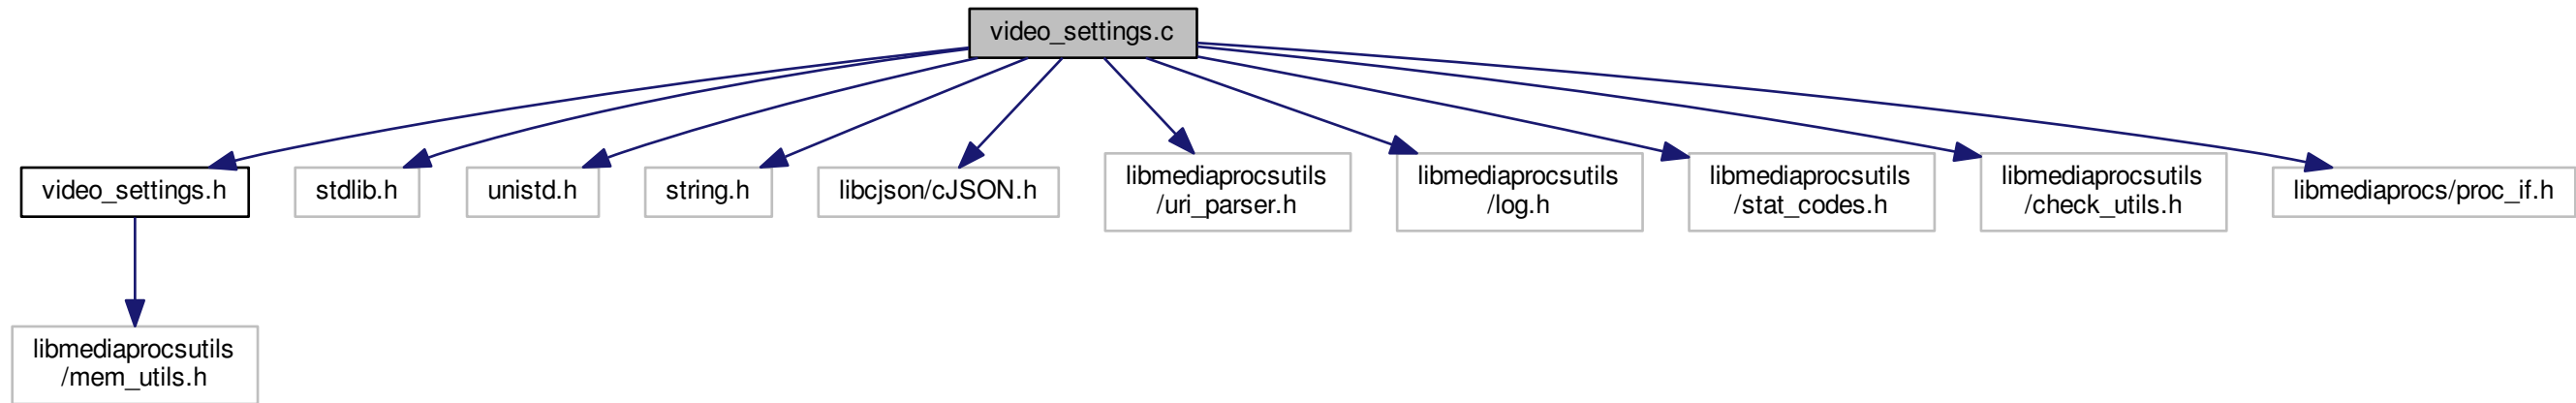 video_settings.c
video_settings.h
stdlib.h
unistd.h
string.h
libcjson/cJSON.h
libmediaprocsutils
/uri_parser.h
libmediaprocsutils
/log.h
libmediaprocsutils
/stat_codes.h
libmediaprocsutils
/check_utils.h
libmediaprocs/proc_if.h
libmediaprocsutils
/mem_utils.h